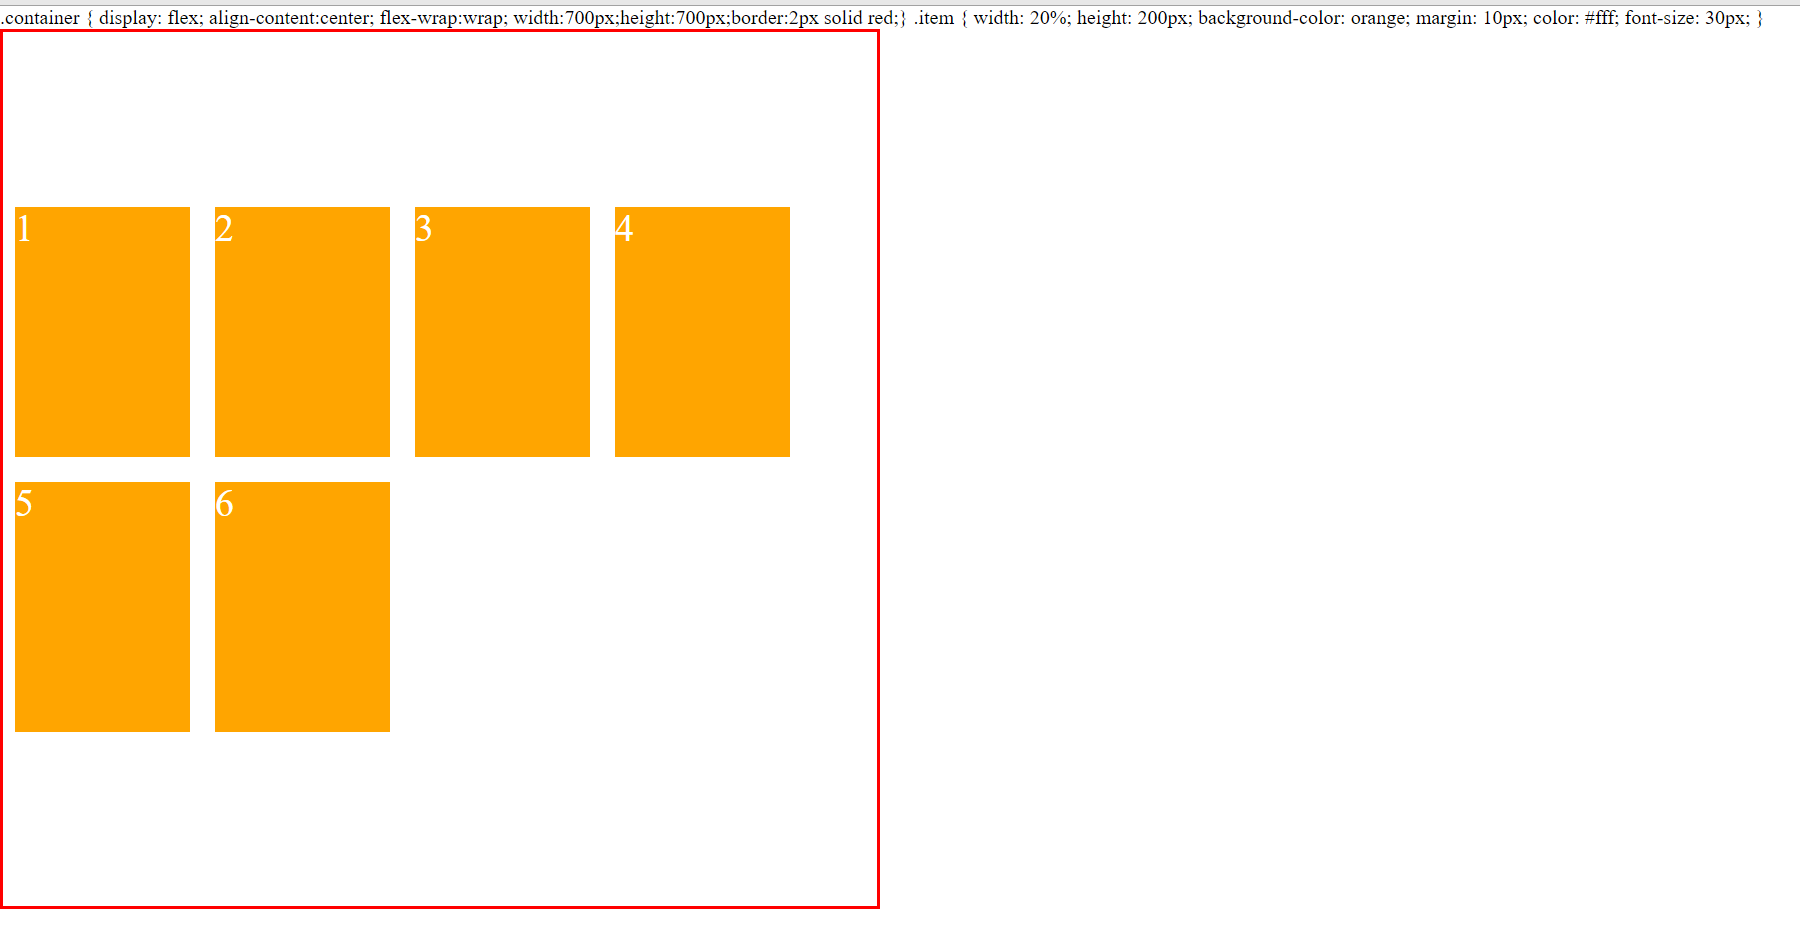 .container { display: flex; align-content:center; flex-wrap:wrap; width:700px;height:700px;border:2px solid red;} .item { width: 20%; height: 200px; background-color: orange; margin: 10px; color: #fff; font-size: 30px; }
1 2 3 4
5 6